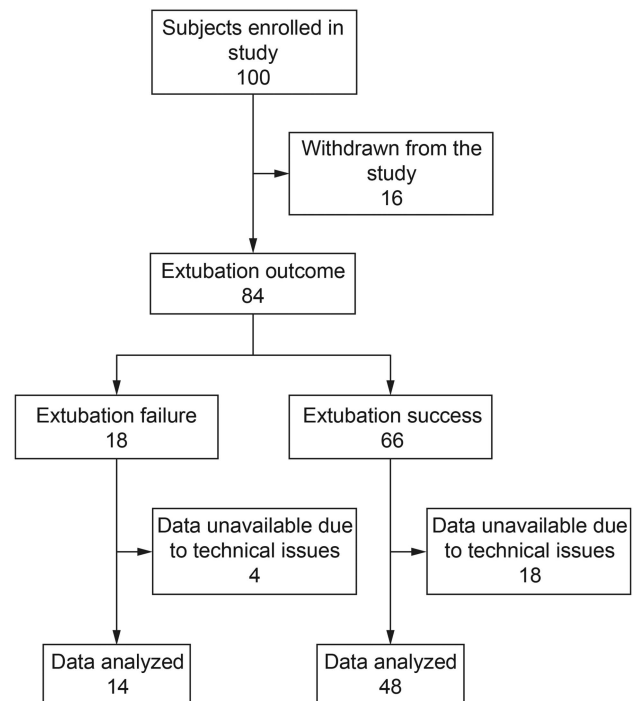 Subjects enrolled in
study
100
Withdrawn from the
study
16
Extubation outcome
84
Extubation failure
18
Extubation success
66
Data unavailable due
to technical issues
4
Data unavailable due
to technical issues
18
Data analyzed
14
Data analyzed
48